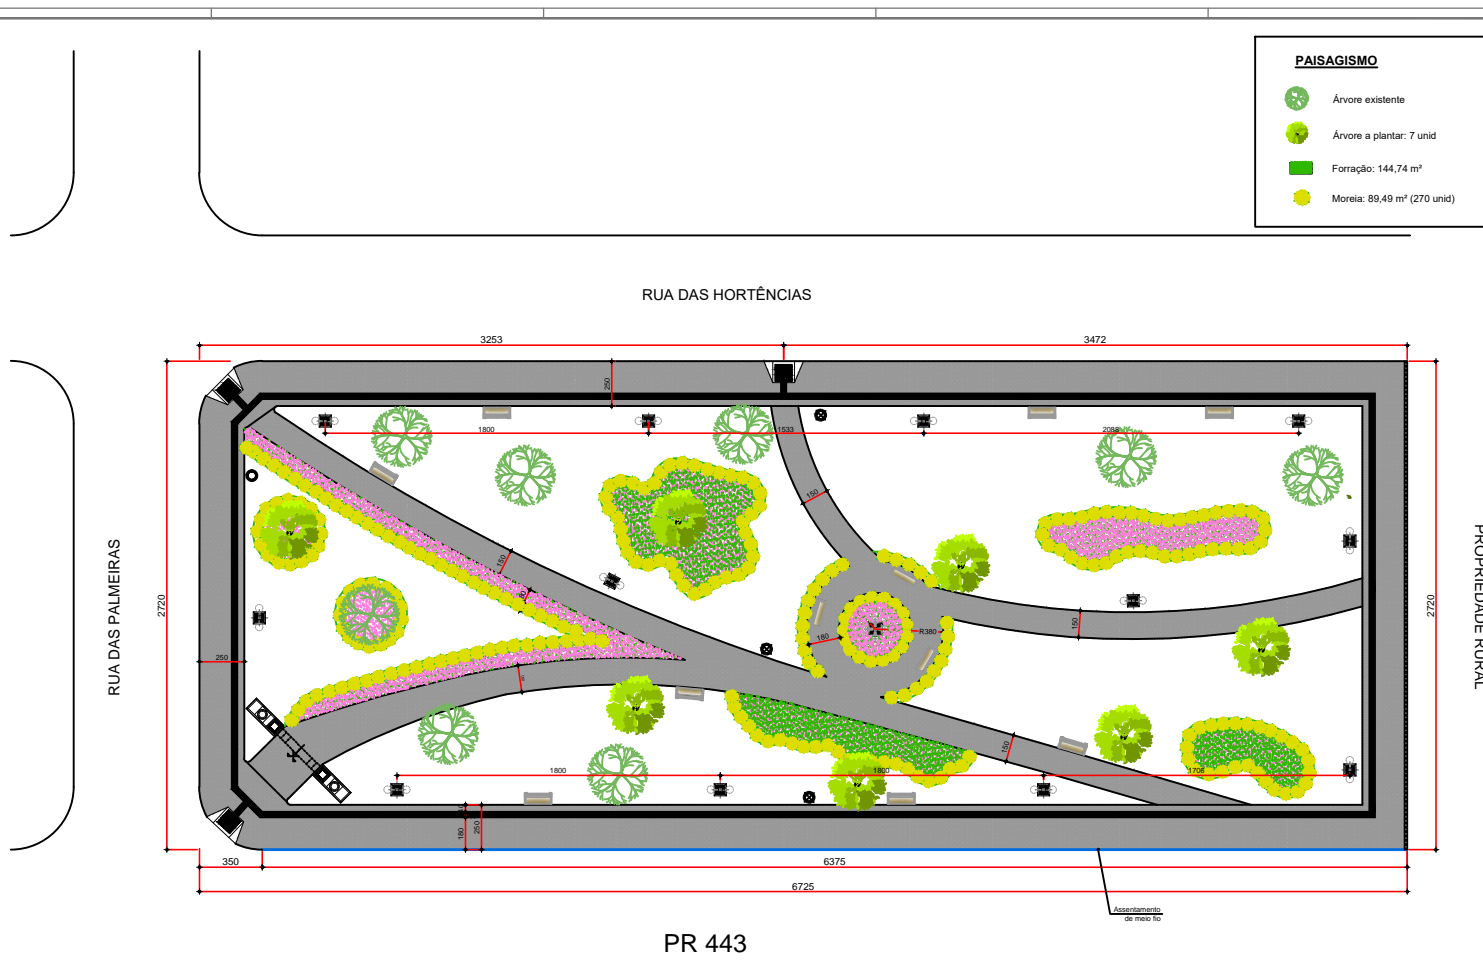 PAISAGISMO
Árvore existente
Árvore a plantar: 7 unid
Forração: 144,74 m²
Moreia: 89,49 m² (270 unid)
RUA DAS HORTÊNCIAS
3253
3472
250
1800
1533
2088
150
150
80
150
180
R380
RUA DAS PALMEIRAS
2720
2720
PROPRIEDADE RURAL
250
150
1800
1800
1706
180
250
350
6375
6725
Assentamento
de meio fio
PR 443